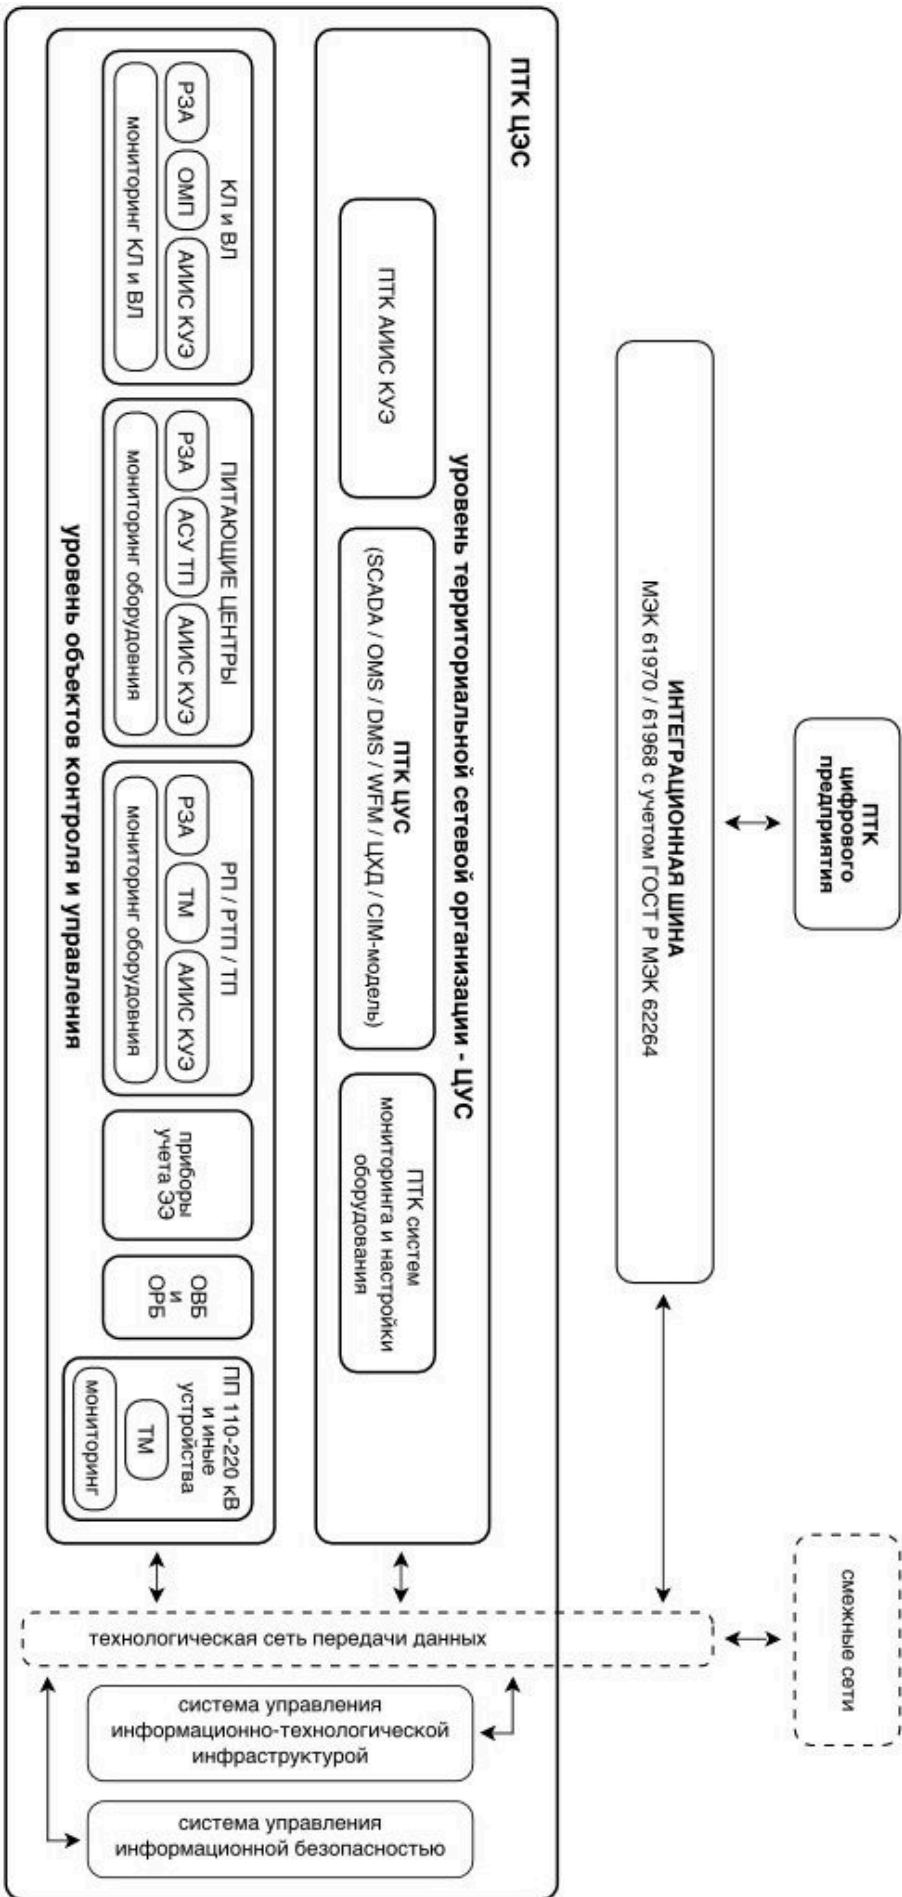 ПТК
цифрового
предприятия
смежные сети
ИНТЕГРАЦИОННАЯ ШИНА
МЭК 61970 / 61968 с учетом ГОСТ Р МЭК 62264
ПТК ЦЭС
уровень территориальной сетевой организации - ЦУС
ПТК АИИС КУЭ
ПТК ЦУС
(SCADA / OMS / DMS / WFM / ЦХД / CIM-модель)
ПТК систем
мониторинга и настройки
оборудования
КЛ и ВЛ
РЗА
ОМП
АИИС КУЭ
мониторинг КЛ и ВЛ
ПИТАЮЩИЕ ЦЕНТРЫ
РЗА
АСУ ТП
АИИС КУЭ
мониторинг оборудовния
РП / РТП / ТП
РЗА
ТМ
АИИС КУЭ
мониторинг оборудовния
приборы
учета ЭЭ
ОВБ
и
ОРБ
ПП 110-220 кВ
и иные
устройства
ТМ
мониторинг
уровень объектов контроля и управления
технологическая сеть передачи данных
система управления
информационно-технологической
инфраструктурой
система управления
информационной безопасностью